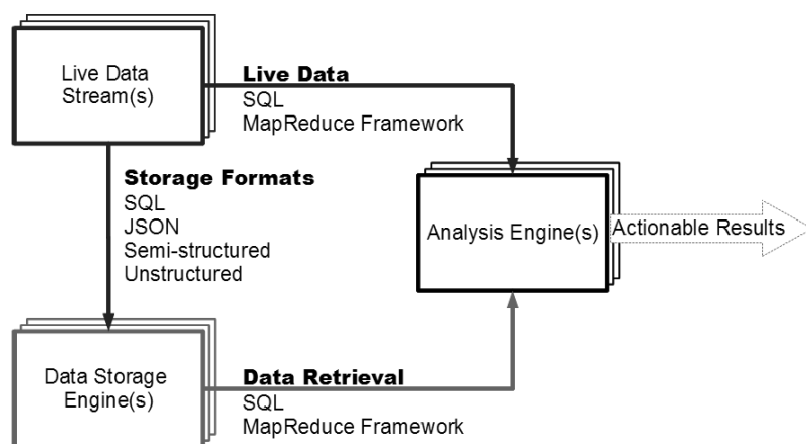 Live Data
Stream(s)
Live Data
SQL
MapReduce Framework
Storage Formats
SQL
JSON
Semi-structured
Unstructured
Analysis Engine(s)
Actionable Results
Data Storage
Engine(s)
Data Retrieval
SQL
MapReduce Framework